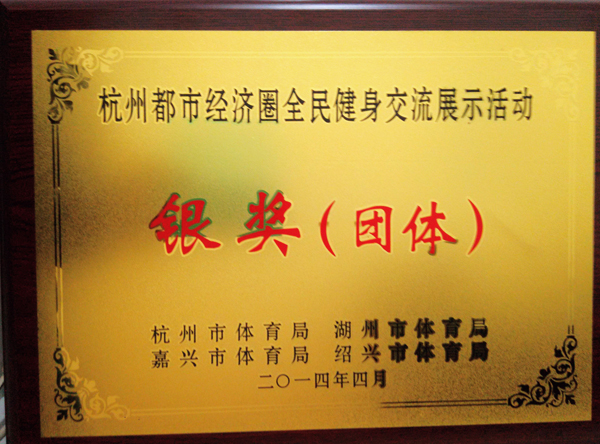 杭州都市经济圈全民健身交流展示活动
银奖(团体)
杭州市体育局 湖州市体育局
嘉兴市体育局 绍兴市体育局
二〇一四年四月